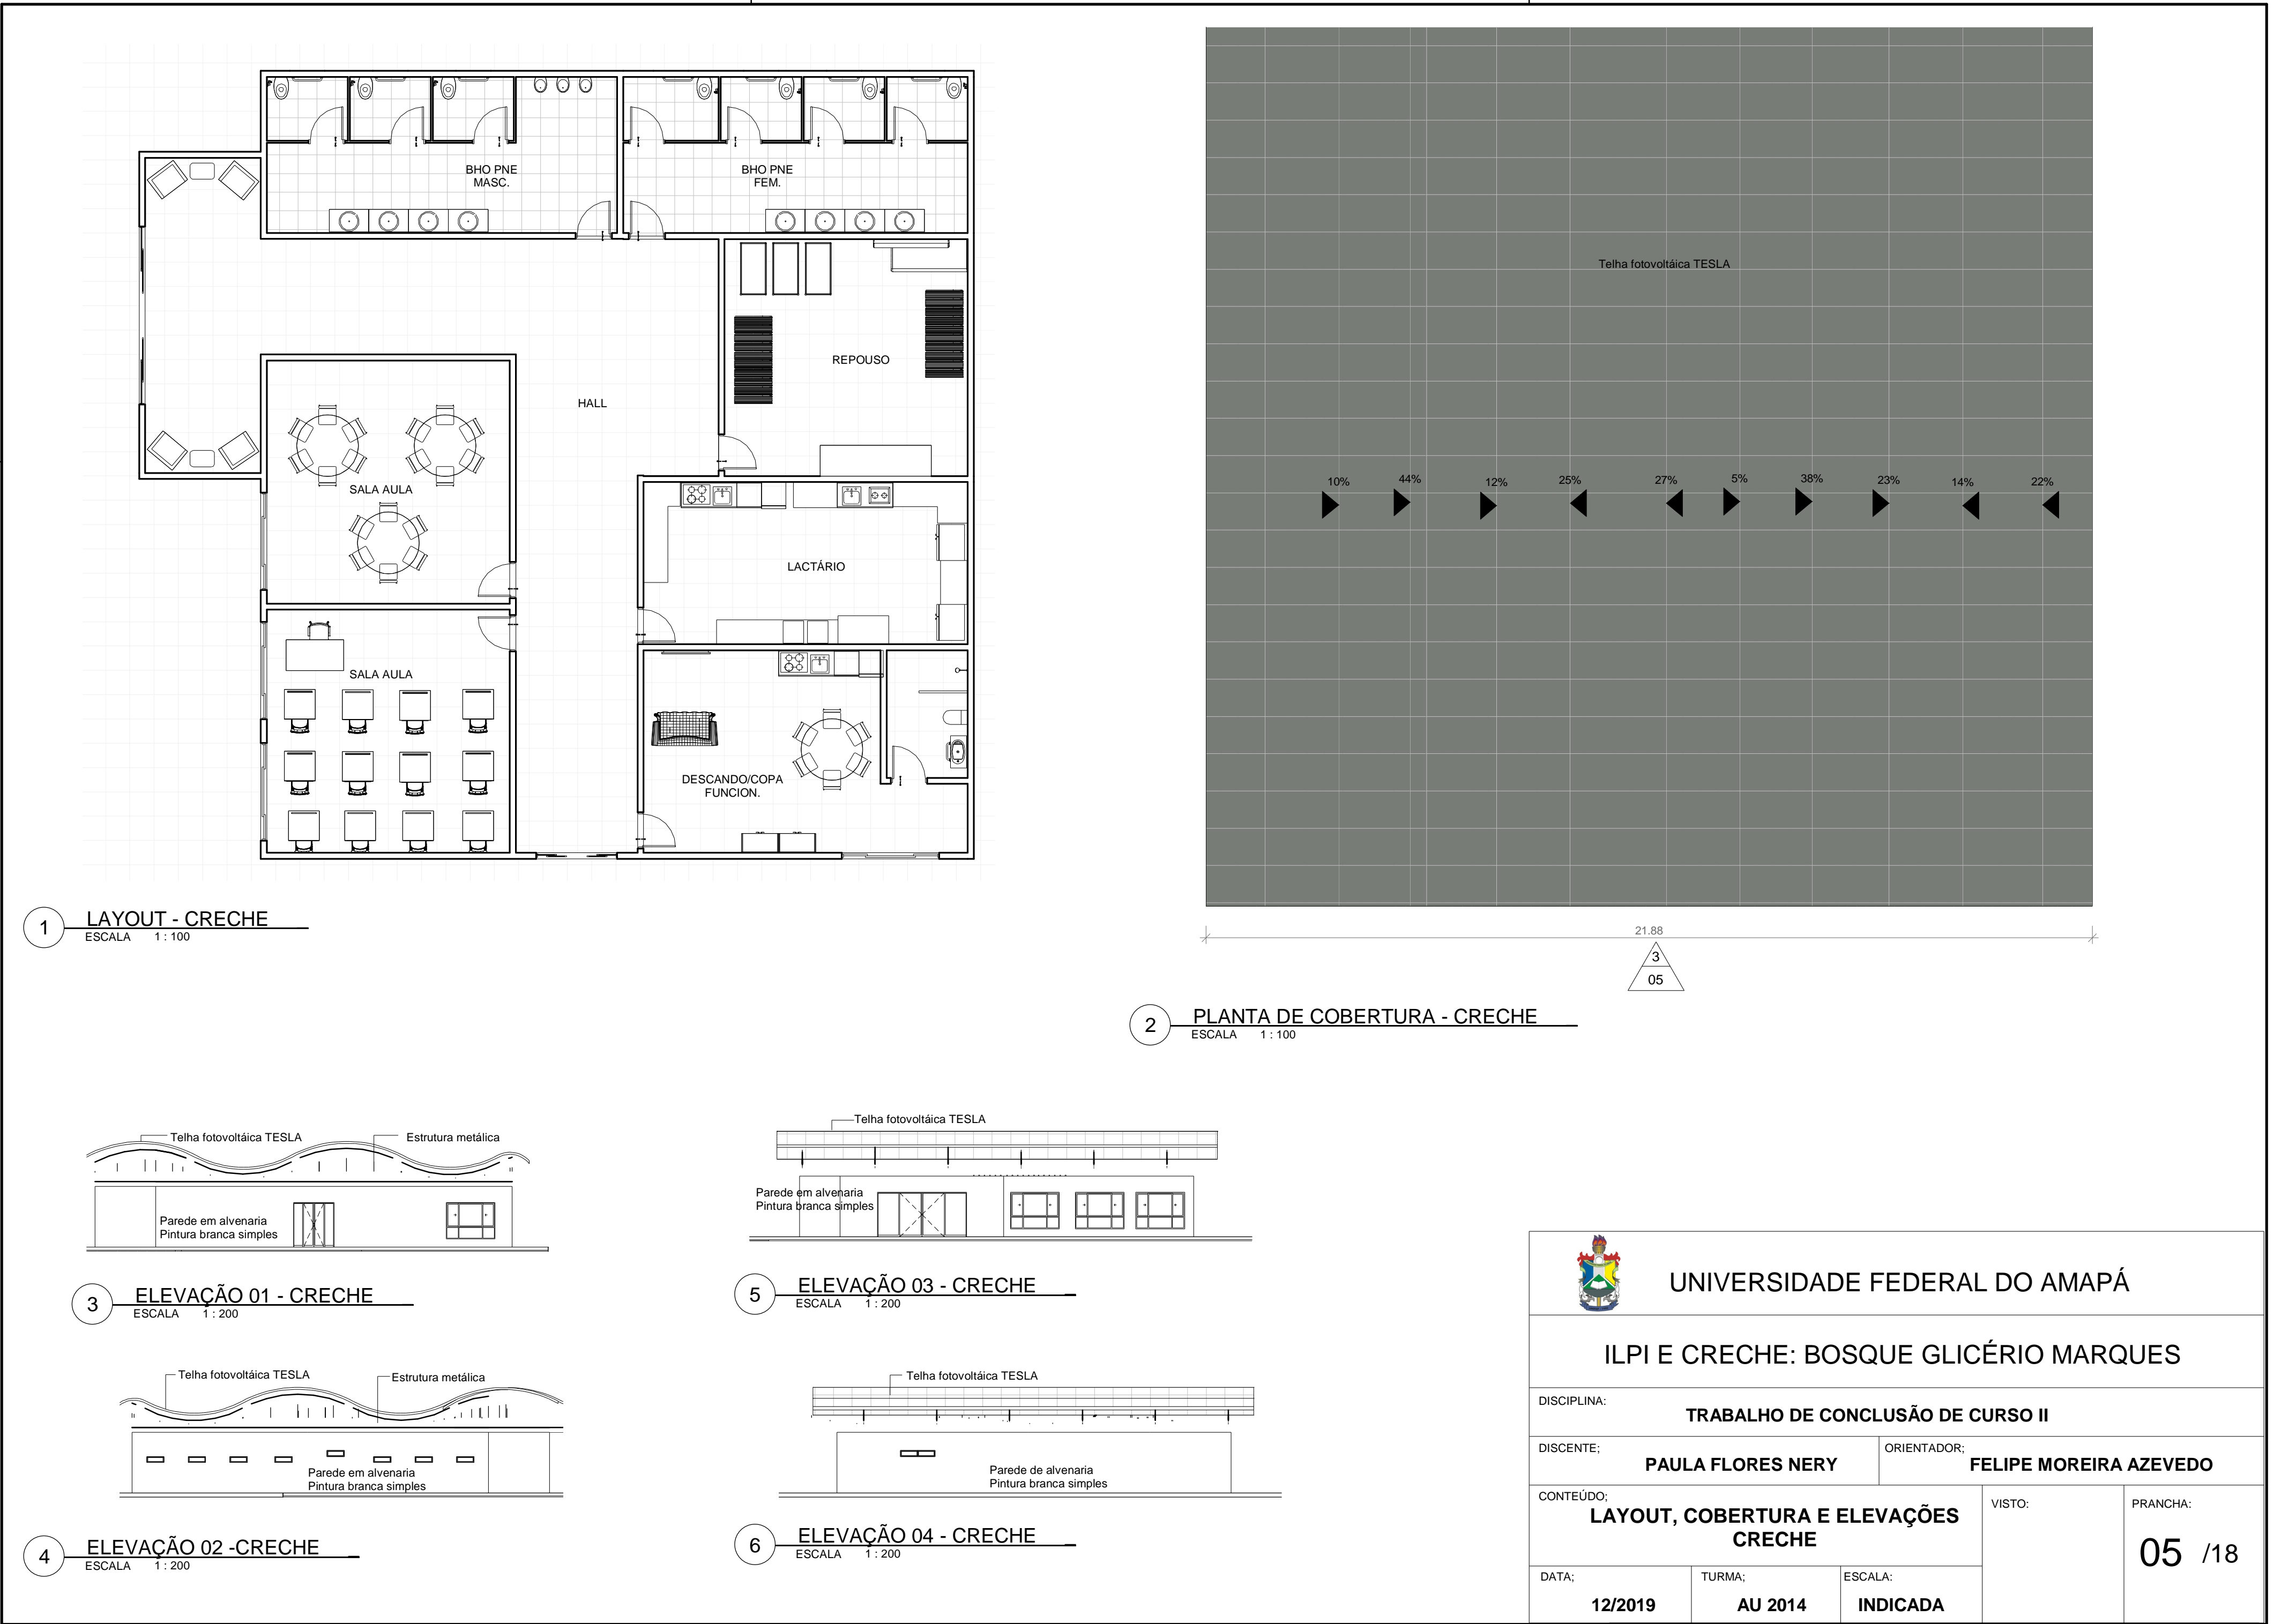 BHO PNE
MASC.
BHO PNE
FEM.
REPOUSO
HALL
SALA AULA
LACTÁRIO
SALA AULA
DESCANDO/COPA
FUNCION.
1
LAYOUT - CRECHE
ESCALA 1 : 100
Telha fotovoltáica TESLA
10% 44% 12% 25% 27% 5% 38% 23% 14% 22%
21.88
3
05
2
PLANTA DE COBERTURA - CRECHE
ESCALA 1 : 100
Telha fotovoltáica TESLA
Estrutura metálica
Parede em alvenaria
Pintura branca simples
3
ELEVAÇÃO 01 - CRECHE
ESCALA 1 : 200
Telha fotovoltáica TESLA
Parede em alvenaria
Pintura branca simples
5
ELEVAÇÃO 03 - CRECHE
ESCALA 1 : 200
Telha fotovoltáica TESLA
Estrutura metálica
Parede em alvenaria
Pintura branca simples
4
ELEVAÇÃO 02 -CRECHE
ESCALA 1 : 200
Telha fotovoltáica TESLA
Parede de alvenaria
Pintura branca simples
6
ELEVAÇÃO 04 - CRECHE
ESCALA 1 : 200
UNIVERSIDADE FEDERAL DO AMAPÁ
ILPI E CRECHE: BOSQUE GLICÉRIO MARQUES
DISCIPLINA:
TRABALHO DE CONCLUSÃO DE CURSO II
DISCENTE;
PAULA FLORES NERY
ORIENTADOR;
FELIPE MOREIRA AZEVEDO
CONTEÚDO;
LAYOUT, COBERTURA E ELEVAÇÕES
CRECHE
VISTO:
PRANCHA:
05 /18
DATA;
12/2019
TURMA;
AU 2014
ESCALA:
INDICADA